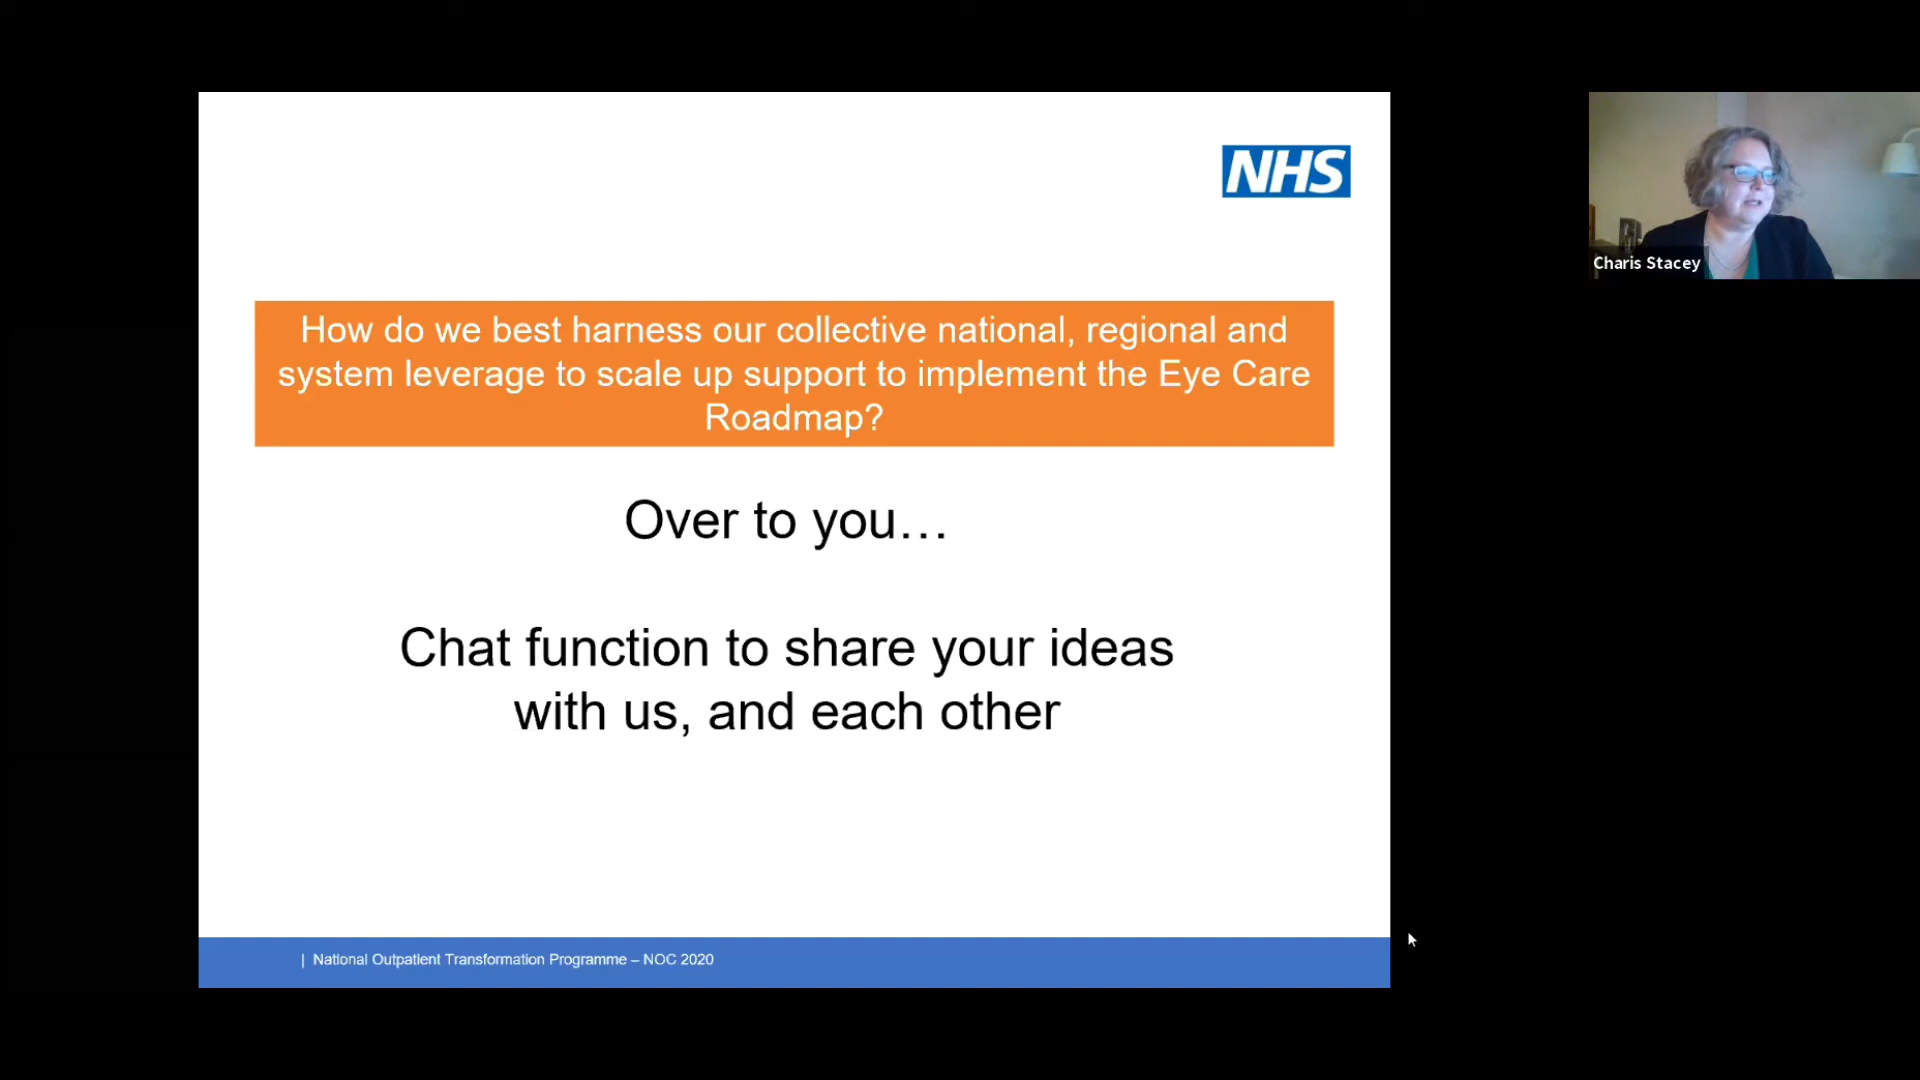 NHS
Charis Stacey
How do we best harness our collective national, regional and
system leverage to scale up support to implement the Eye Care
Roadmap?
Over to you…
Chat function to share your ideas
with us, and each other
| National Outpatient Transformation Programme – NOC 2020